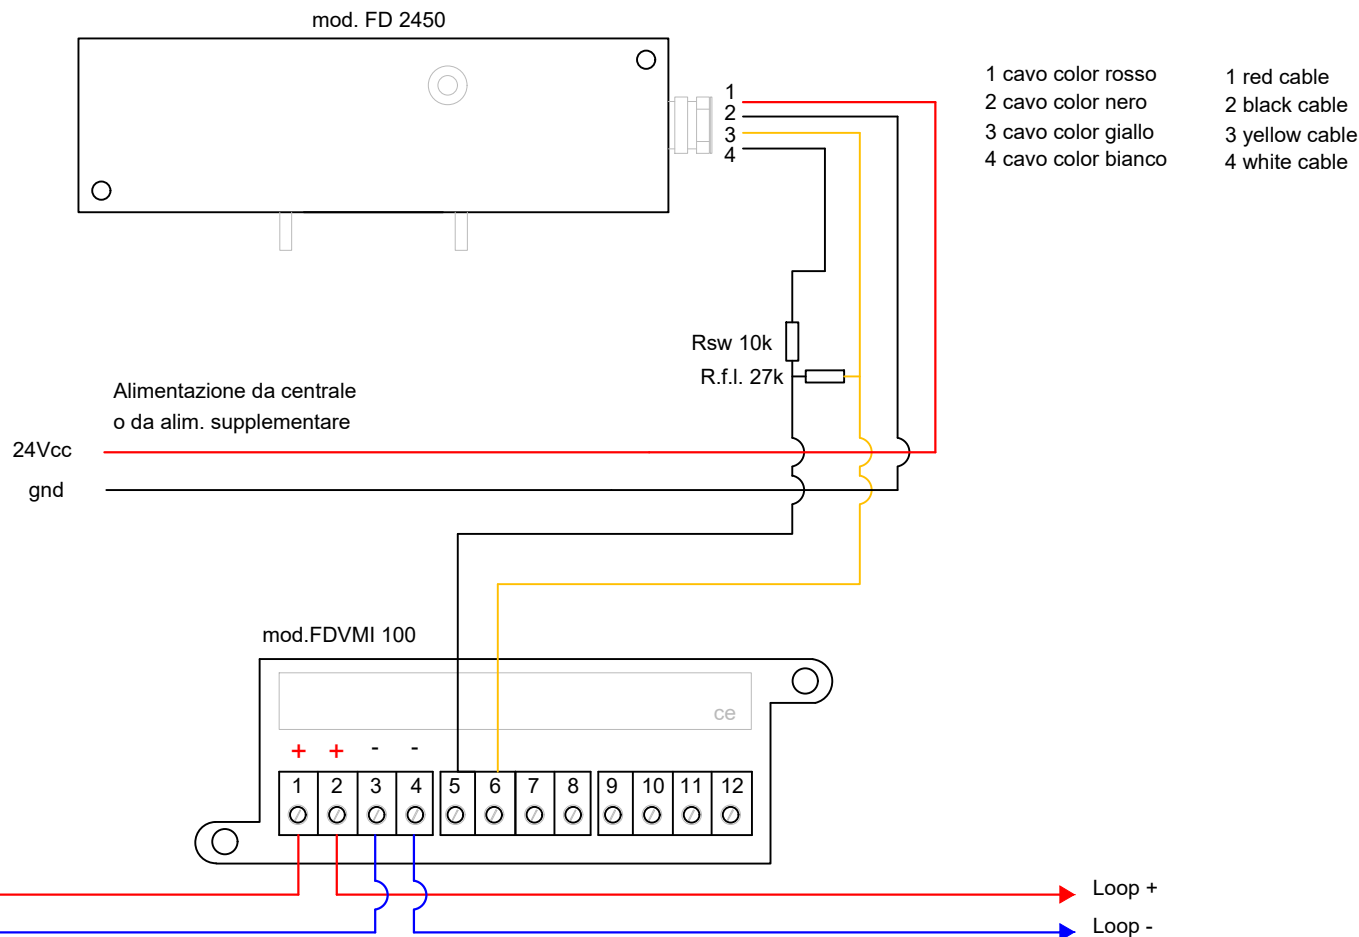 mod. FD 2450
1 cavo color rosso
2 cavo color nero
3 cavo color giallo
4 cavo color bianco
1 red cable
2 black cable
3 yellow cable
4 white cable
1
2
3
4
Rsw 10k
R.f.l. 27k
Alimentazione da centrale
o da alim. supplementare
24Vcc
gnd
mod.FDVMI 100
ce
+ + - -
1 2 3 4 5 6 7 8 9 10 11 12
Loop +
Loop -